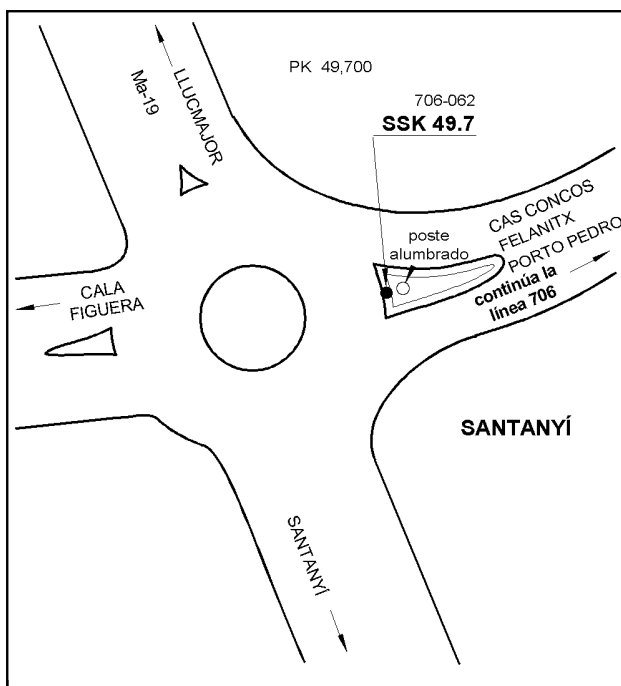 PK 49,700
706-062
SSK 49.7
Ma-19
LLUCMAJOR
poste
alumbrado
CAS CONCOS
FELANITX
PORTO PEDRO
continúa la
línea 706
CALA
FIGUERA
SANTANYÍ
SANTANYÍ